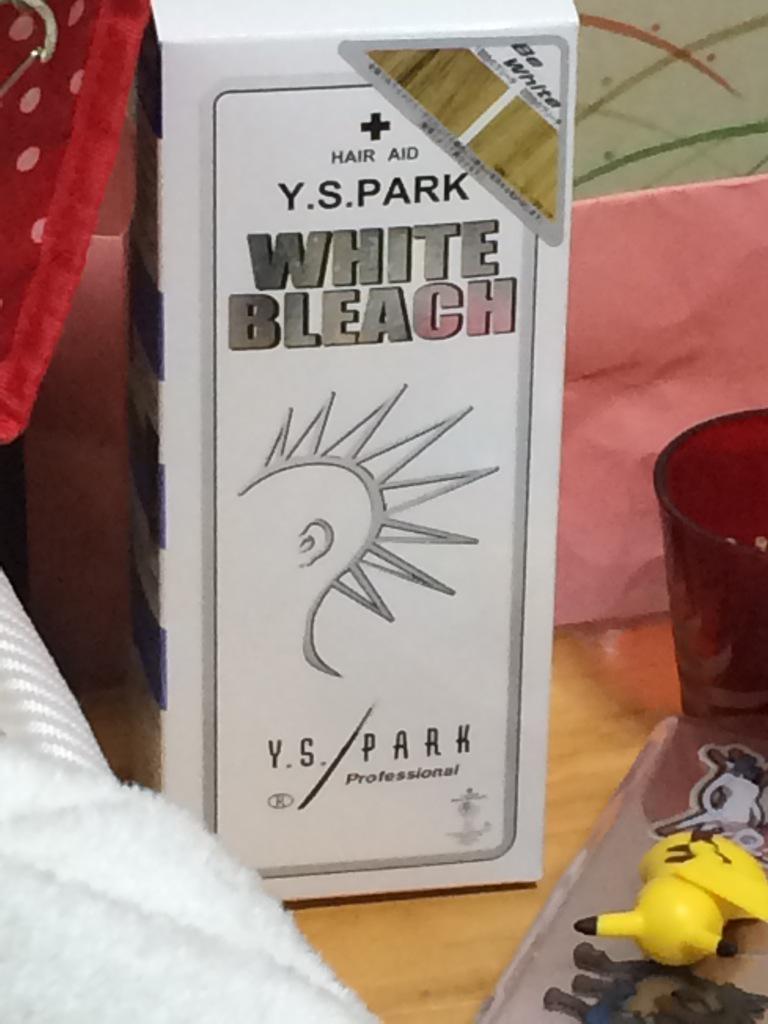 Be
White
HAIR AID
Y.S.PARK
WHITE
BLEACH
Y.S./PARK
Professional